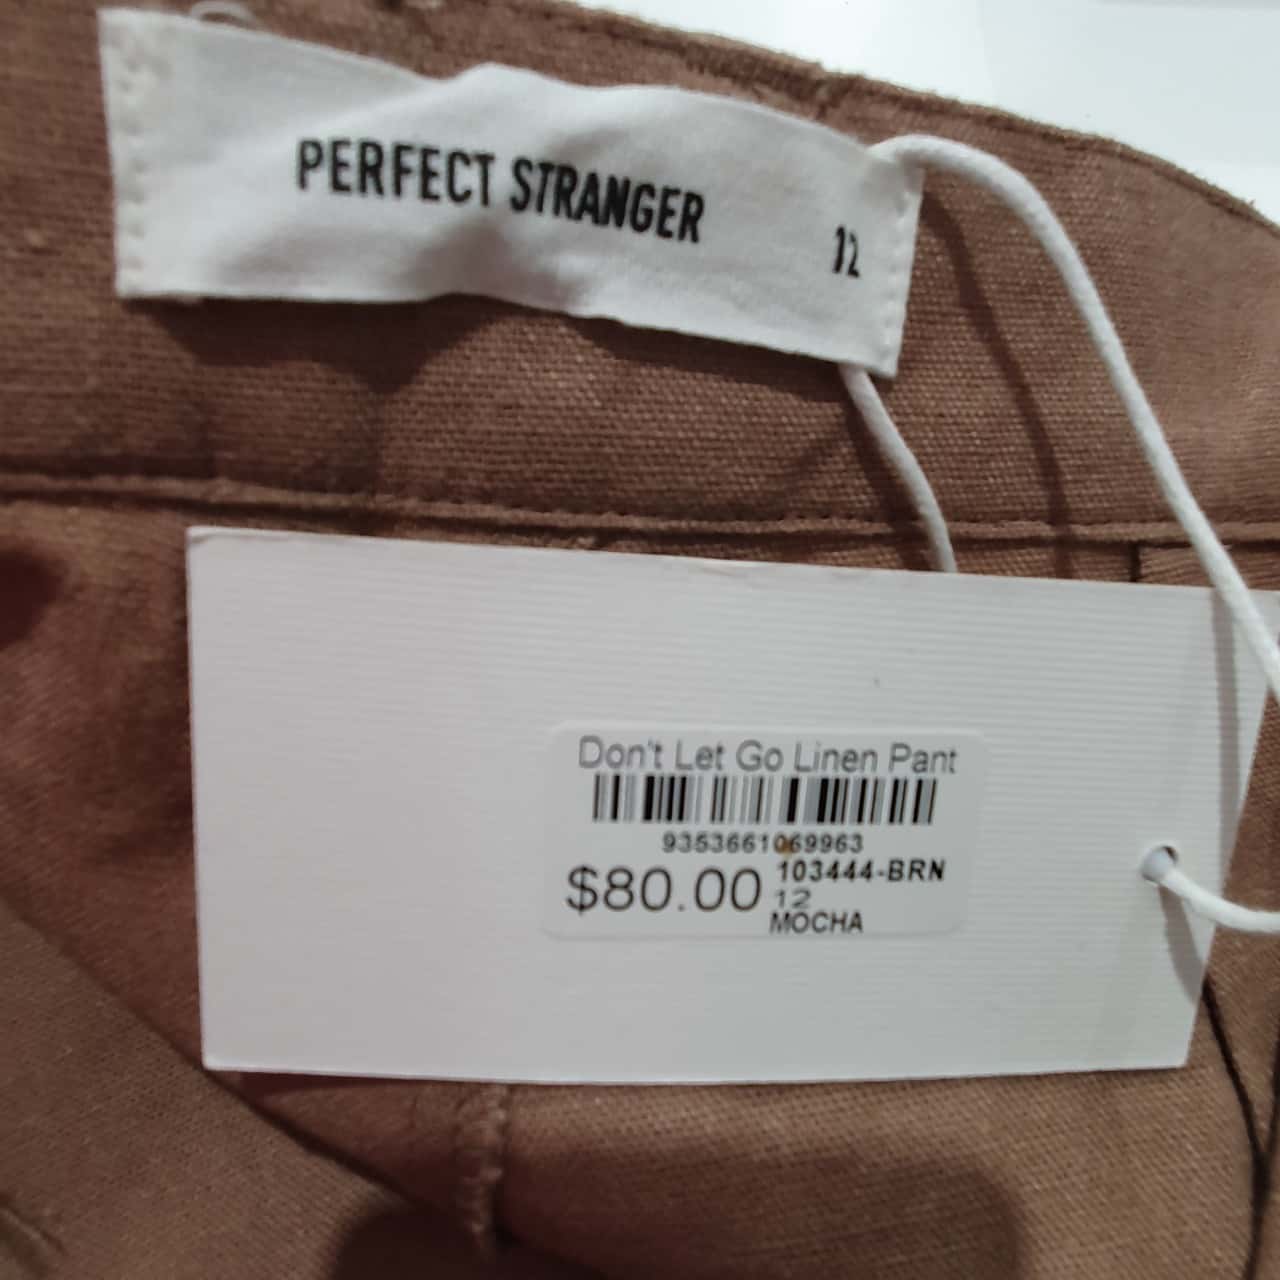 PERFECT STRANGER 12
Don't Let Go Linen Pant
9353661069963
$80.00 103444-BRN
12
MOCHA